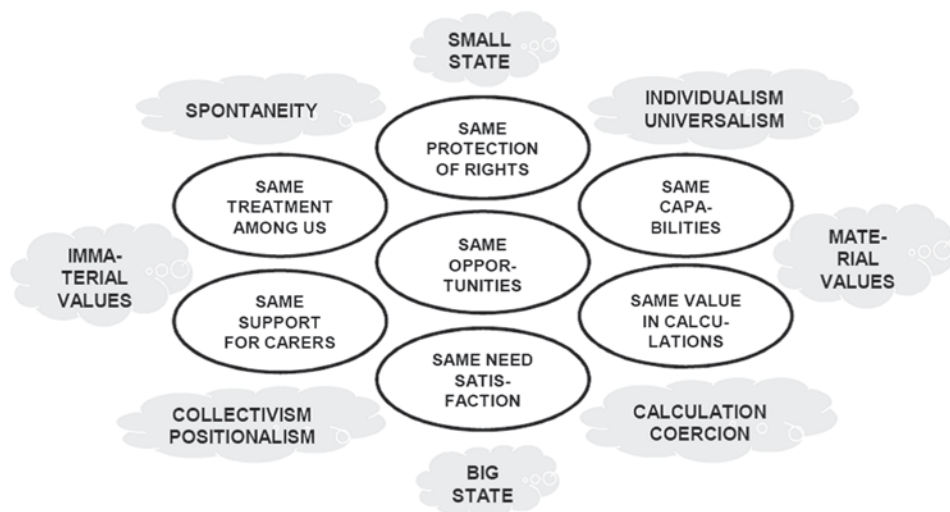 SMALL
STATE
SPONTANEITY
INDIVIDUALISM
UNIVERSALISM
SAME
PROTECTION
OF RIGHTS
SAME
TREATMENT
AMONG US
SAME
CAPA-
BILITIES
IMMA-
TERIAL
VALUES
SAME
OPPOR-
TUNITIES
MATE-
RIAL
VALUES
SAME
SUPPORT
FOR CARERS
SAME VALUE
IN CALCU-
LATIONS
SAME NEED
SATIS-
FACTION
COLLECTIVISM
POSITIONALISM
CALCULATION
COERCION
BIG
STATE